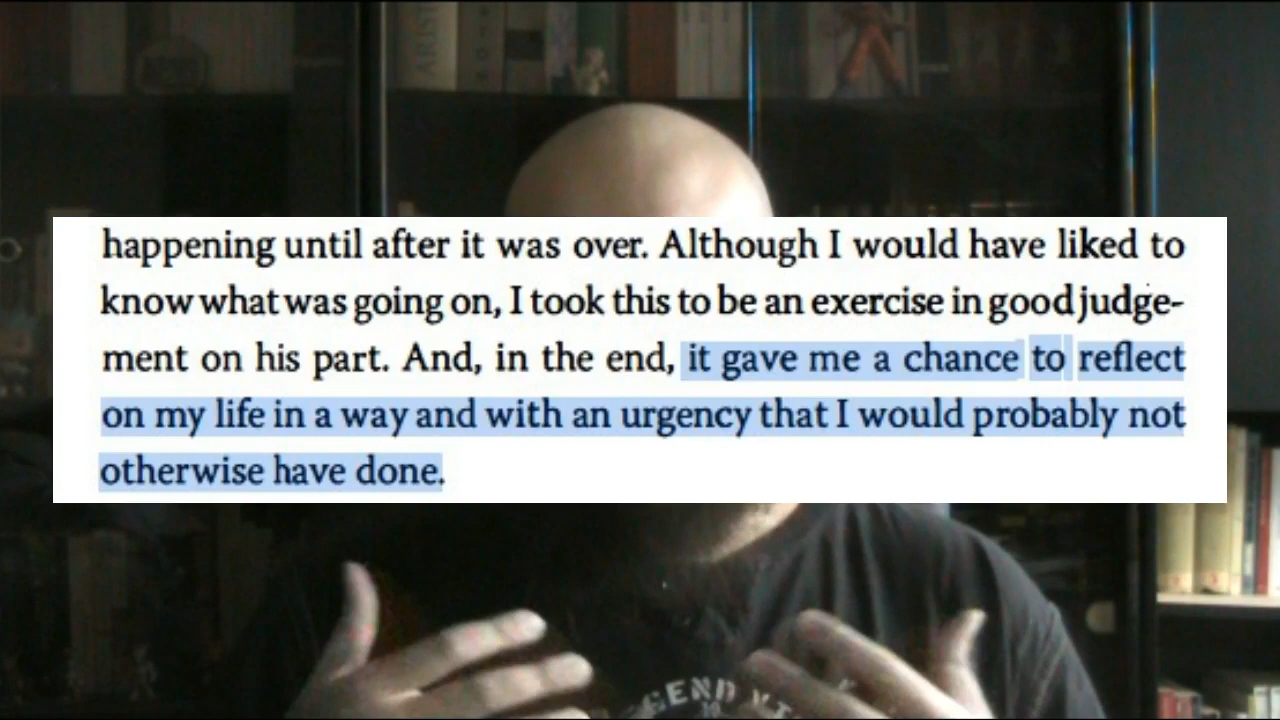 ARIST
happening until after it was over. Although I would have liked to
know what was going on, I took this to be an exercise in good judge-
ment on his part. And, in the end, it gave me a chance to reflect
on my life in a way and with an urgency that I would probably not
otherwise have done.